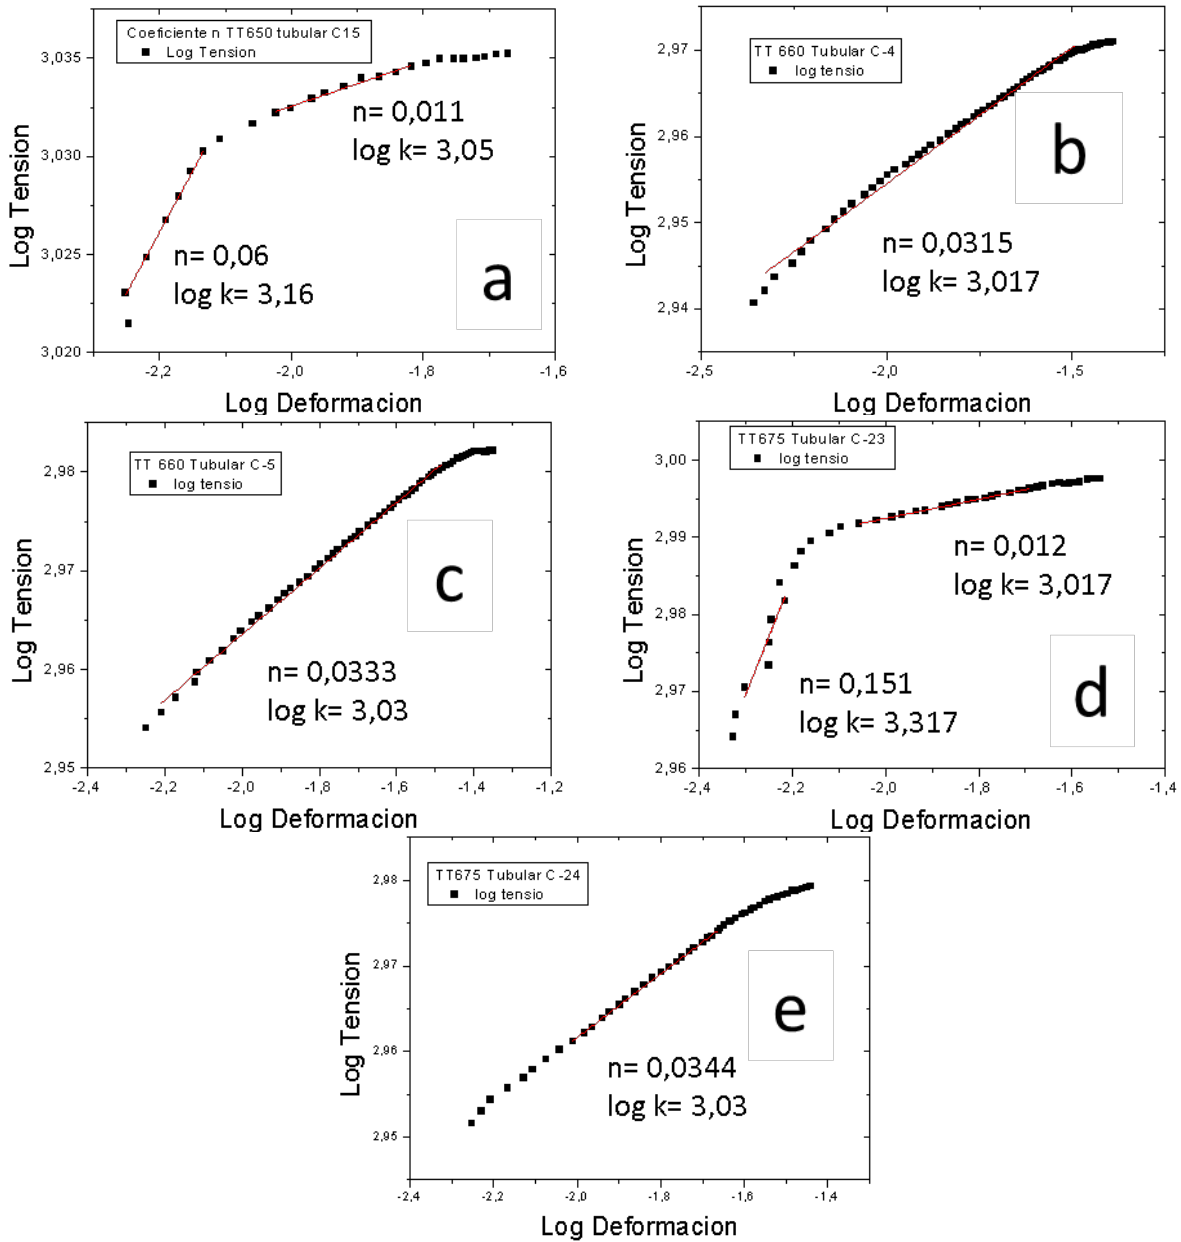 Coeficiente n TT650 tubular C15
Log Tension
3,035
3,030
3,025
3,020
Log Tension
n= 0,011
log k= 3,05
n= 0,06
log k= 3,16
a
-2,2
-2,0
-1,8
-1,6
Log Deformacion
TT 660 Tubular C-4
log tensio
2,97
2,96
2,95
2,94
Log Tension
b
n= 0,0315
log k= 3,017
-2,5
-2,0
-1,5
Log Deformacion
TT 660 Tubular C-5
log tensio
2,98
2,97
2,96
2,95
Log Tension
c
n= 0,0333
log k= 3,03
-2,4
-2,2
-2,0
-1,8
-1,6
-1,4
-1,2
Log Deformacion
TT675 Tubular C-23
log tensio
3,00
2,99
2,98
2,97
2,96
Log Tension
n= 0,012
log k= 3,017
n= 0,151
log k= 3,317
d
-2,4
-2,2
-2,0
-1,8
-1,6
-1,4
Log Deformacion
TT675 Tubular C-24
log tensio
2,98
2,97
2,96
2,95
Log Tension
e
n= 0,0344
log k= 3,03
-2,4
-2,2
-2,0
-1,8
-1,6
-1,4
Log Deformacion